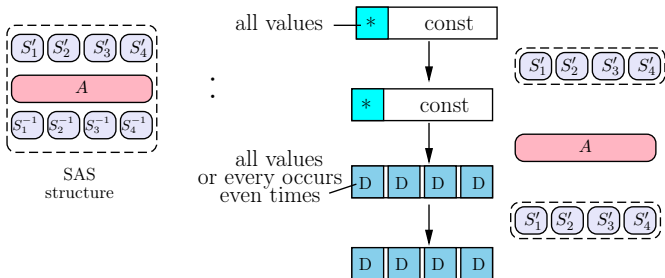 S′₁ S′₂ S′₃ S′₄
A
S₁⁻¹ S₂⁻¹ S₃⁻¹ S₄⁻¹
SAS
structure
:
all values
* const
* const
all values
or every occurs
even times
D D D D
D D D D
S′₁ S′₂ S′₃ S′₄
A
S′₁ S′₂ S′₃ S′₄